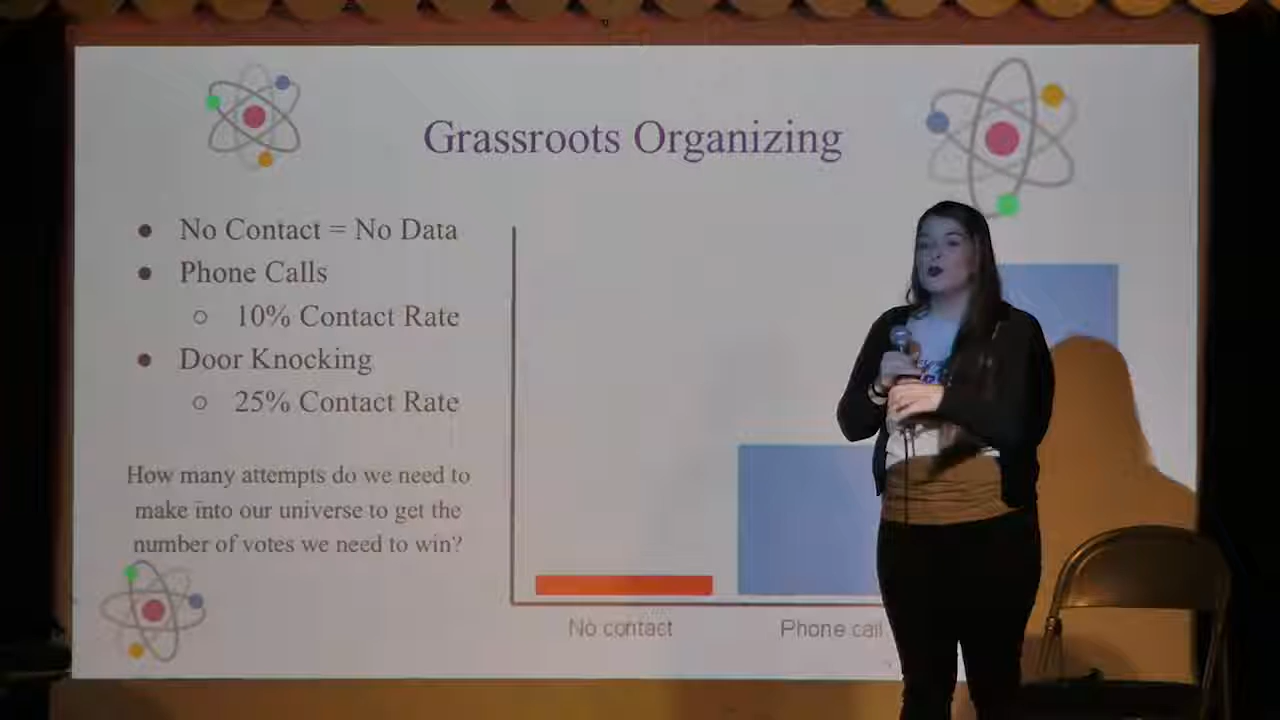 Grassroots Organizing
No Contact = No Data
Phone Calls
10% Contact Rate
Door Knocking
25% Contact Rate
How many attempts do we need to
make into our universe to get the
number of votes we need to win?
No contact
Phone call